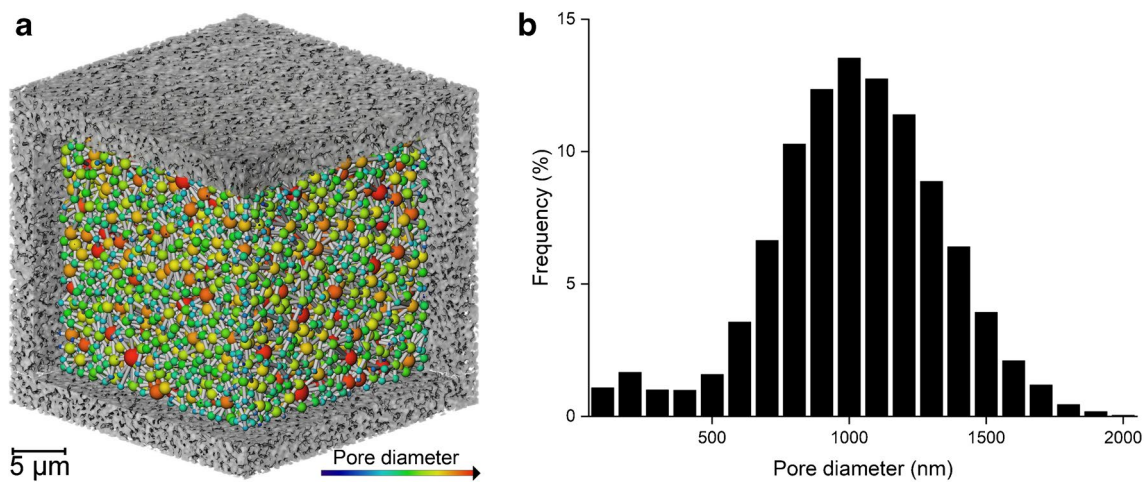 a
5 µm
Pore diameter
b
15
10
5
0
Frequency (%)
500
1000
1500
2000
Pore diameter (nm)